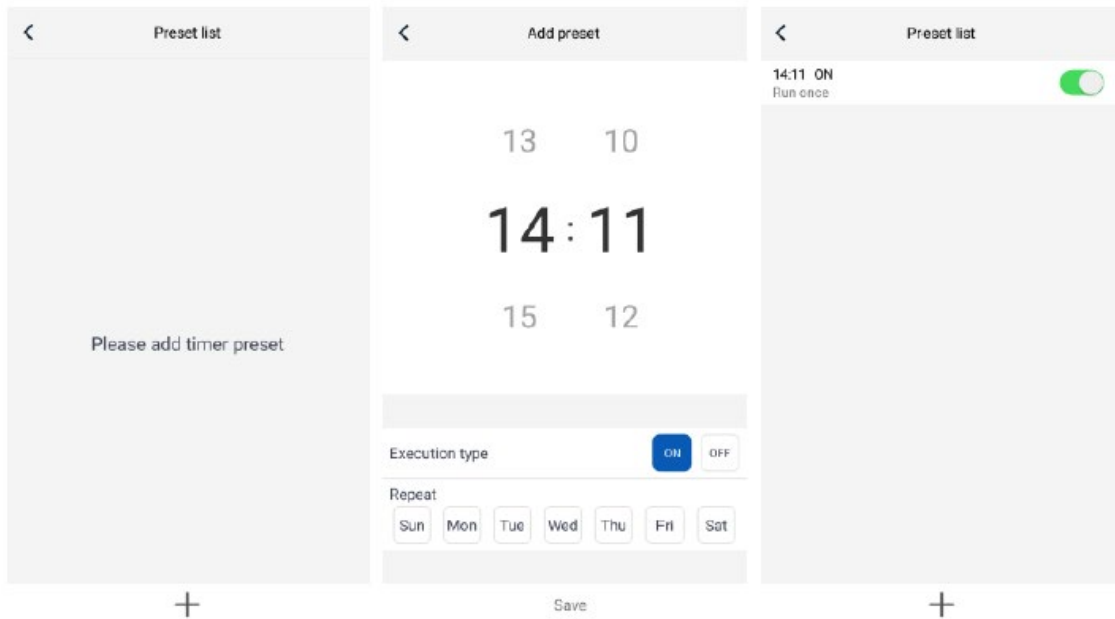 Preset list
Please add timer preset
Add preset
13 10
14 : 11
15 12
Execution type ON OFF
Repeat
Sun Mon Tue Wed Thu Fri Sat
Save
Preset list
14:11 ON
Run once